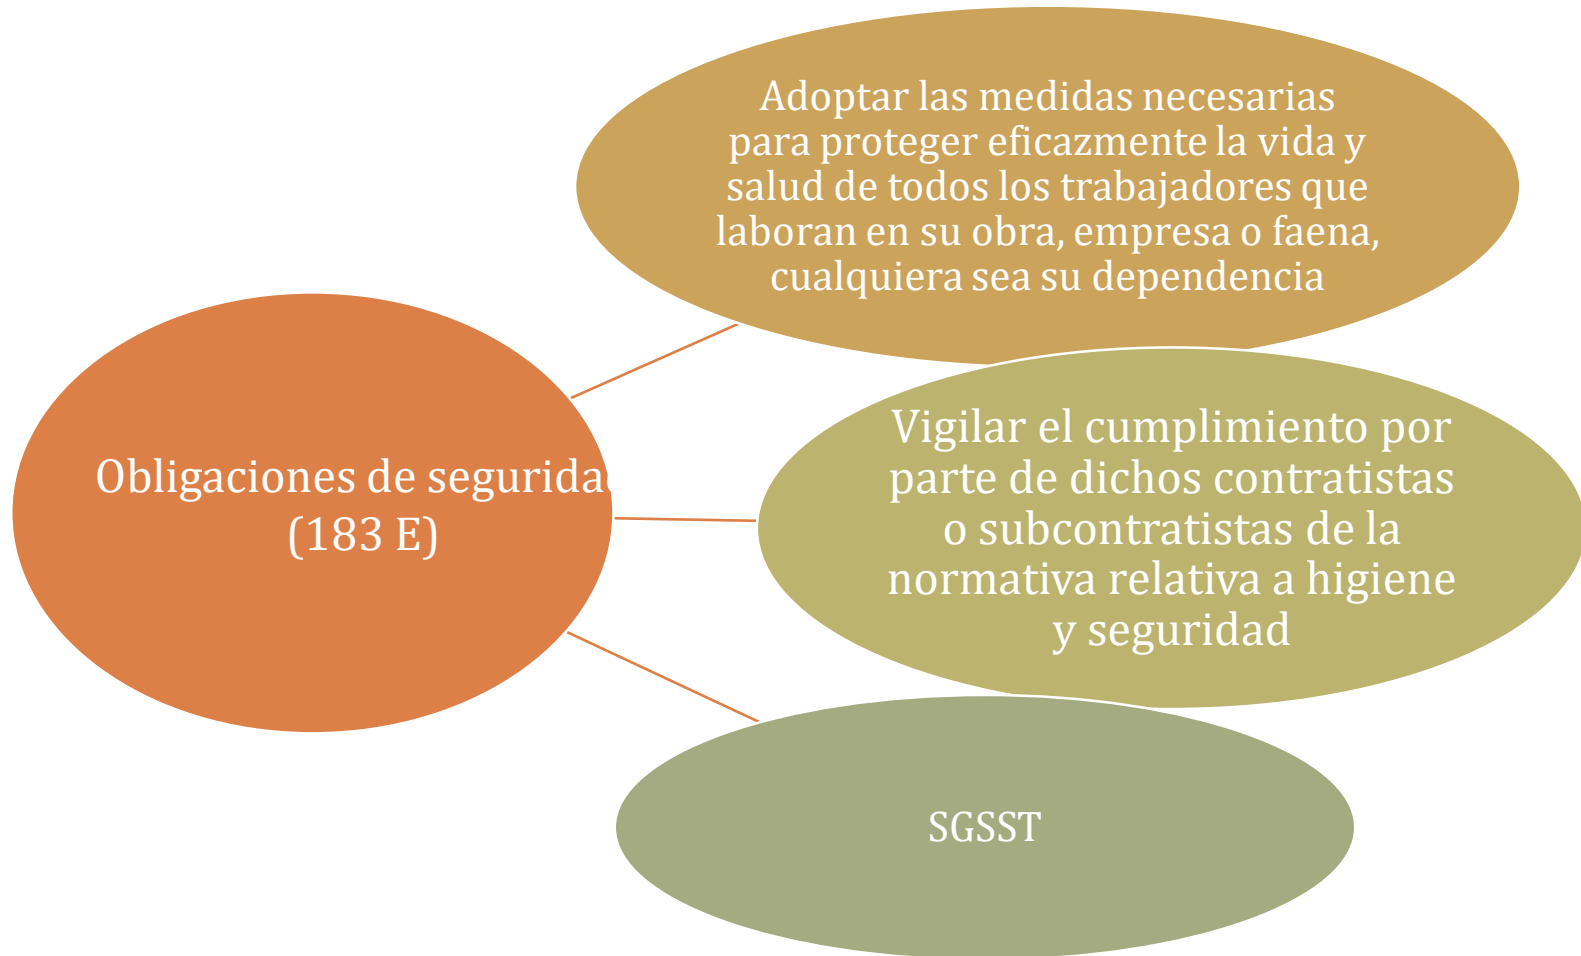 Adoptar las medidas necesarias
para proteger eficazmente la vida y
salud de todos los trabajadores que
laboran en su obra, empresa o faena,
cualquiera sea su dependencia
Obligaciones de seguridad
(183 E)
Vigilar el cumplimiento por
parte de dichos contratistas
o subcontratistas de la
normativa relativa a higiene
y seguridad
SGSST